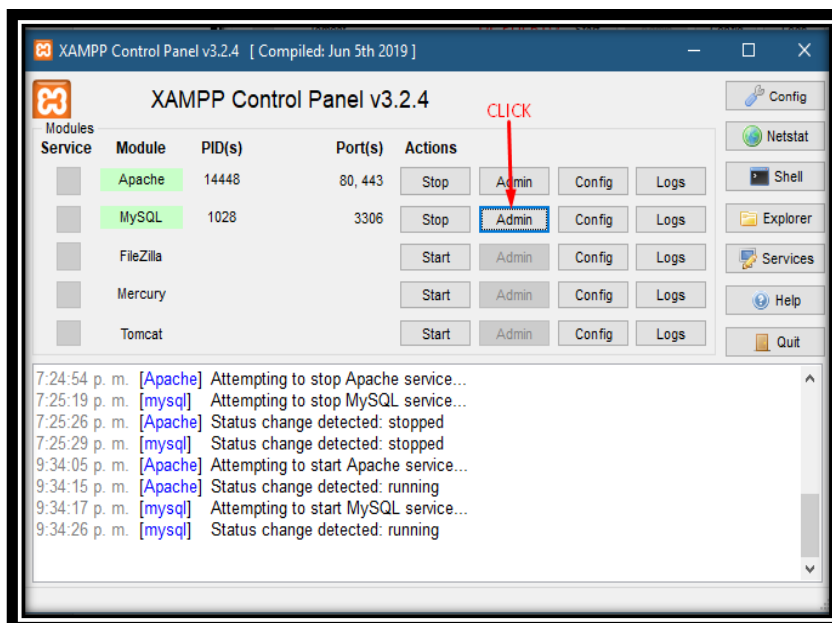 XAMPP Control Panel v3.2.4 [ Compiled: Jun 5th 2019 ]
XAMPP Control Panel v3.2.4
CLICK
Config
Modules
Service Module PID(s) Port(s) Actions
Netstat
Apache 14448 80, 443 Stop Admin Config Logs
Shell
MySQL 1028 3306 Stop Admin Config Logs
Explorer
FileZilla Start Admin Config Logs
Services
Mercury Start Admin Config Logs
Help
Tomcat Start Admin Config Logs
Quit
7:24:54 p. m. [Apache] Attempting to stop Apache service...
7:25:19 p. m. [mysql] Attempting to stop MySQL service...
7:25:26 p. m. [Apache] Status change detected: stopped
7:25:29 p. m. [mysql] Status change detected: stopped
9:34:05 p. m. [Apache] Attempting to start Apache service...
9:34:15 p. m. [Apache] Status change detected: running
9:34:17 p. m. [mysql] Attempting to start MySQL service...
9:34:26 p. m. [mysql] Status change detected: running